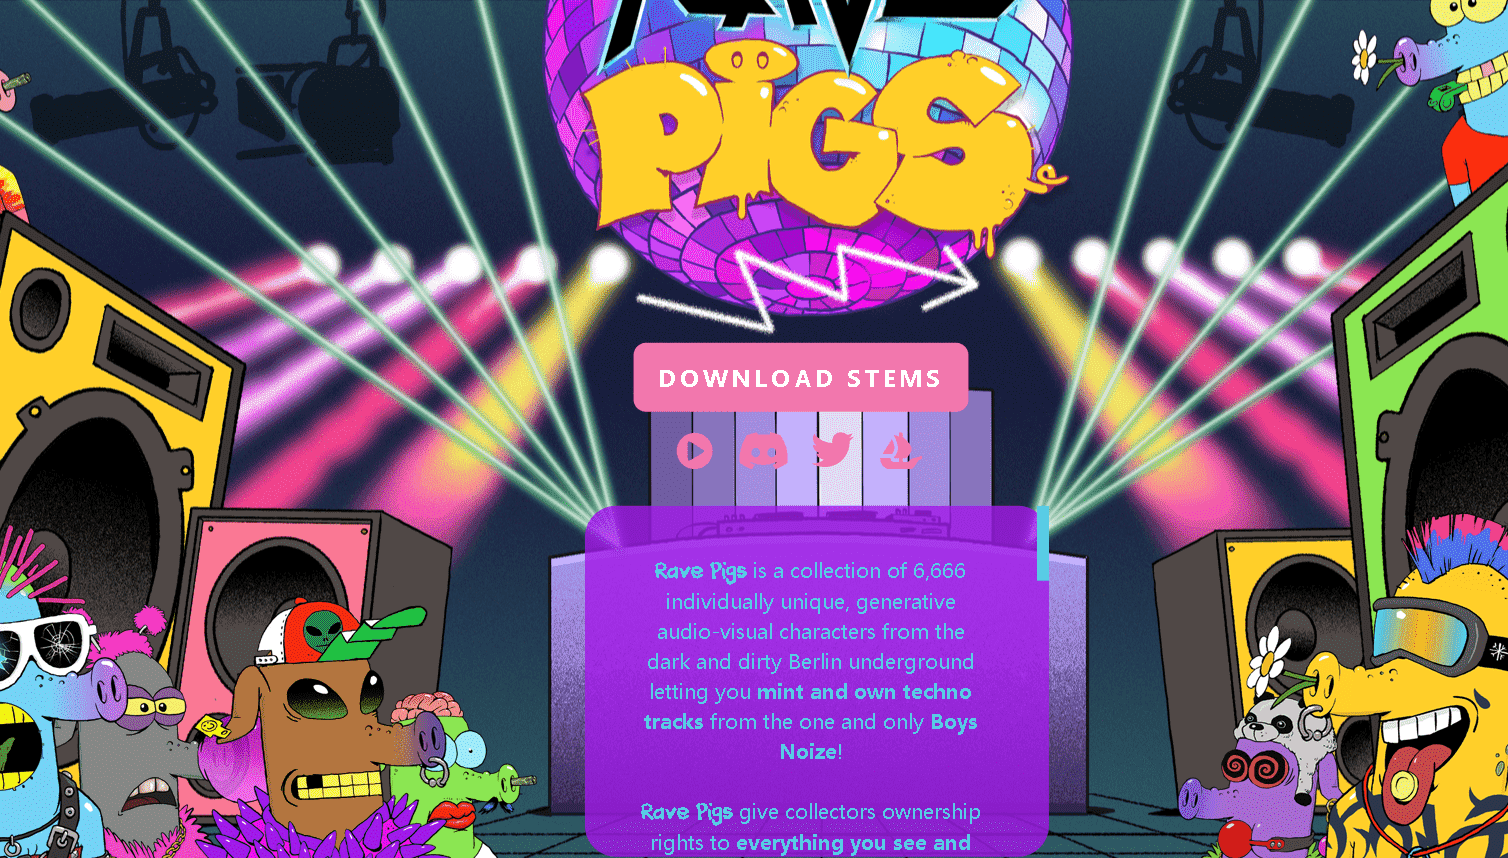 PiGS
DOWNLOAD STEMS
Rave Pigs is a collection of 6,666
individually unique, generative
audio-visual characters from the
dark and dirty Berlin underground
letting you mint and own techno
tracks from the one and only Boys
Noize!
Rave Pigs give collectors ownership
rights to everything you see and